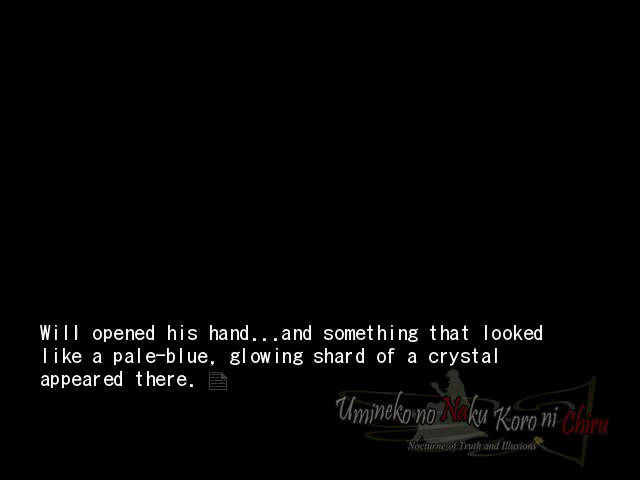 Will opened his hand...and something that looked
like a pale-blue, glowing shard of a crystal
appeared there.
Umineko no Naku Koro ni Chiru
Nocturne of Truth and Illusions